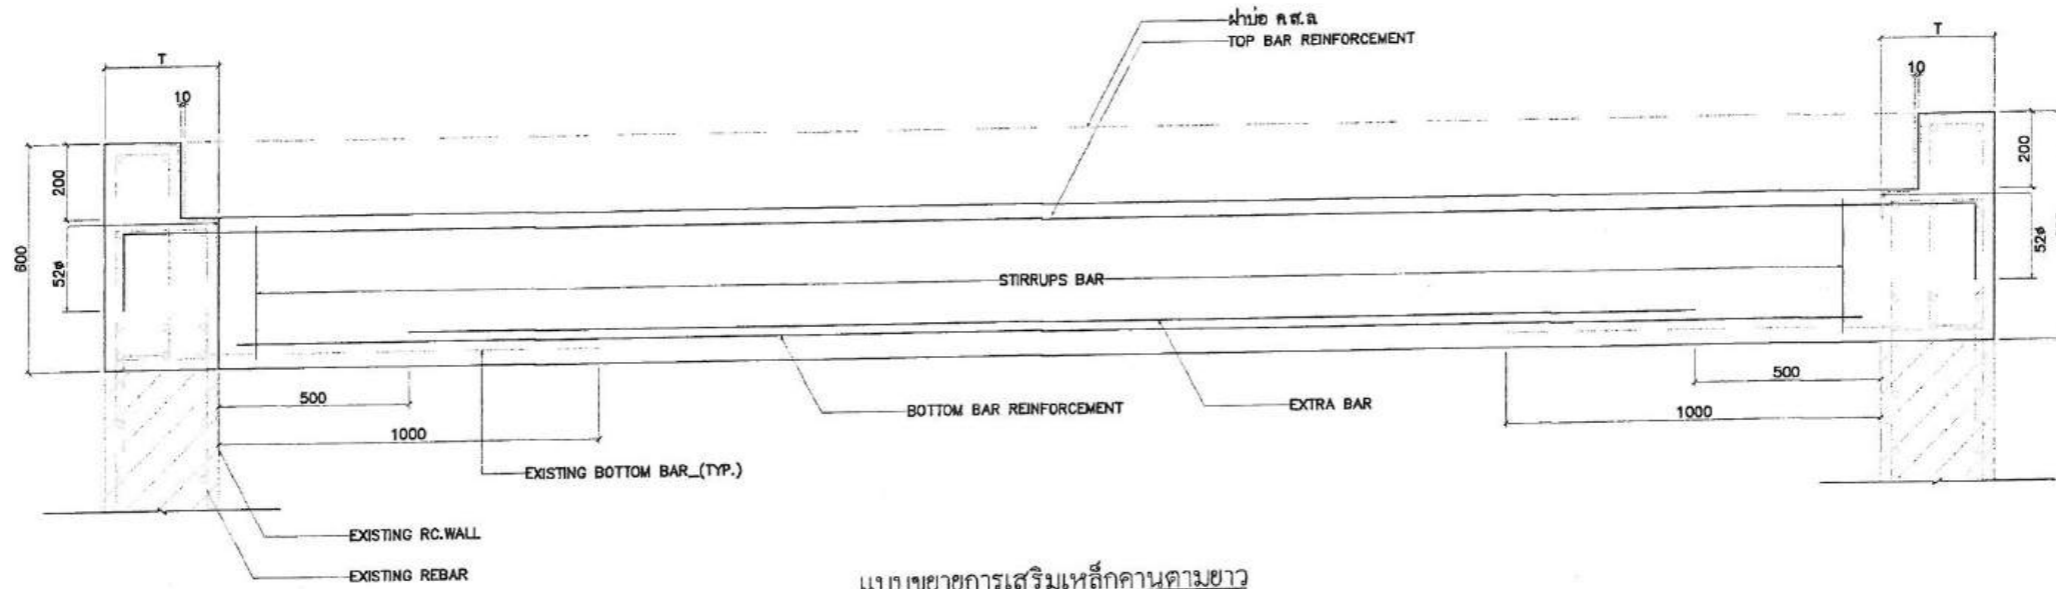 ฝาบ่อ ค.ส.ล
TOP BAR REINFORCEMENT
T
T
10
10
200
200
600
52ø
52ø
STIRRUPS BAR
500
500
BOTTOM BAR REINFORCEMENT
EXTRA BAR
1000
1000
EXISTING BOTTOM BAR_(TYP.)
EXISTING RC.WALL
EXISTING REBAR
แบบขยายการเสริมเหล็กคานตามยาว